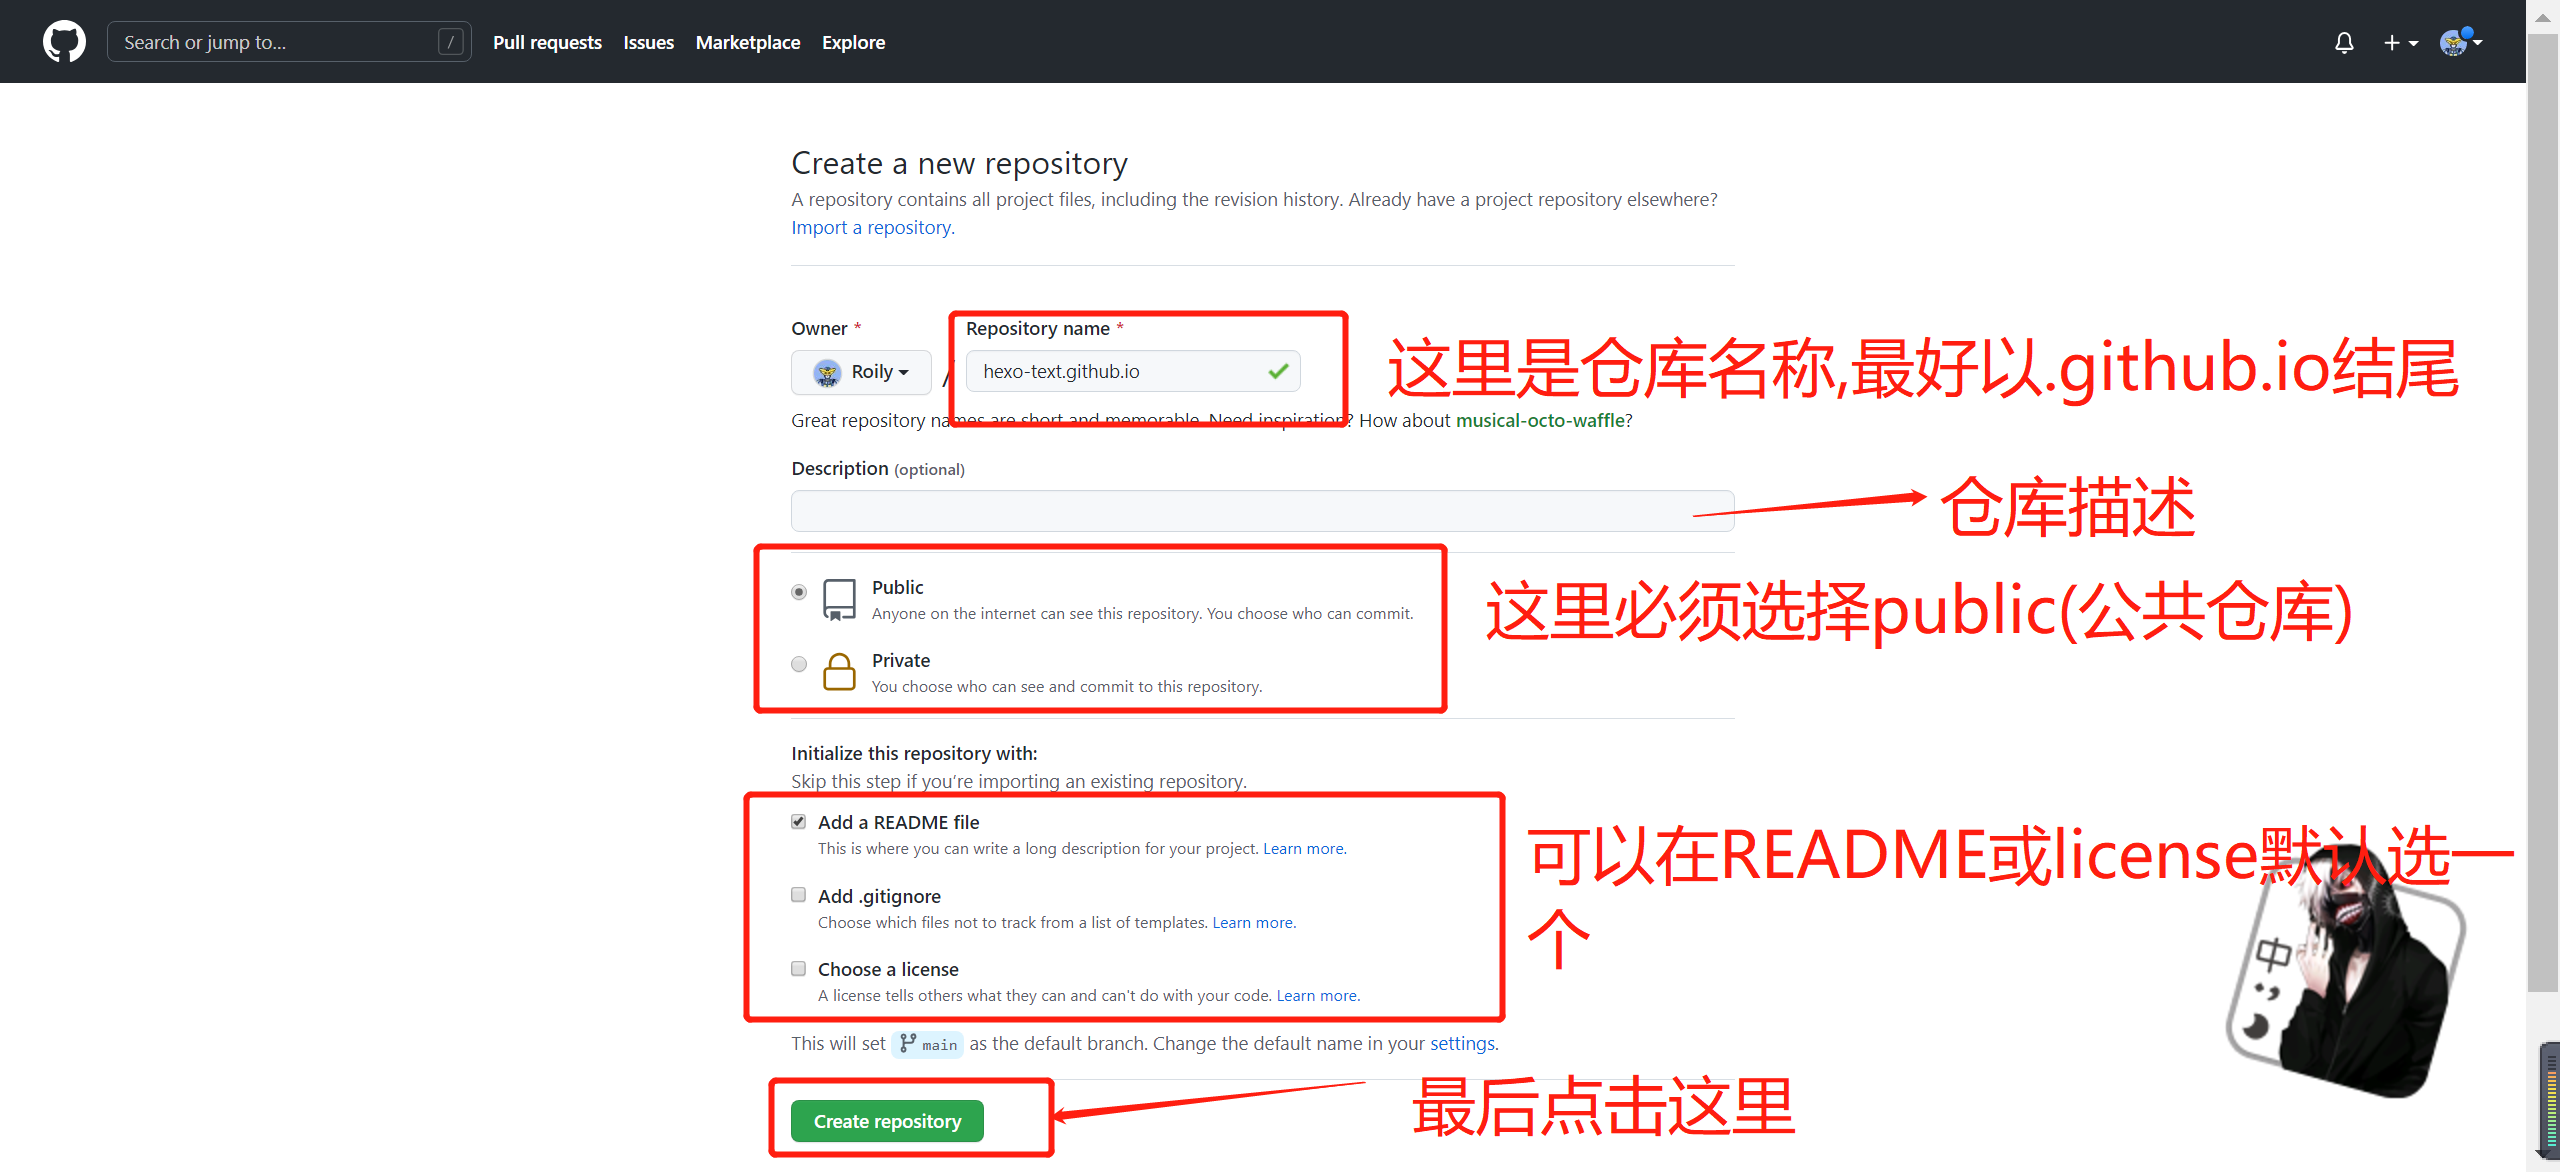 Search or jump to... /
Pull requests Issues Marketplace Explore
Create a new repository
A repository contains all project files, including the revision history. Already have a project repository elsewhere?
Import a repository.
Owner * Repository name *
Roily / hexo-text.github.io
这里是仓库名称,最好以.github.io结尾
Great repository names are short and memorable. Need inspiration? How about musical-octo-waffle?
Description (optional)
仓库描述
Public
Anyone on the internet can see this repository. You choose who can commit.
这里必须选择public(公共仓库)
Private
You choose who can see and commit to this repository.
Initialize this repository with:
Skip this step if you're importing an existing repository.
Add a README file
This is where you can write a long description for your project. Learn more.
可以在README或license默认选一
个
Add .gitignore
Choose which files not to track from a list of templates. Learn more.
Choose a license
A license tells others what they can and can't do with your code. Learn more.
中
This will set main as the default branch. Change the default name in your settings.
Create repository
最后点击这里